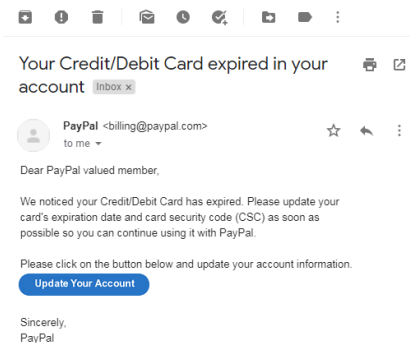 Your Credit/Debit Card expired in your
account Inbox ×
PayPal <billing@paypal.com>
to me
Dear PayPal valued member,
We noticed your Credit/Debit Card has expired. Please update your
card's expiration date and card security code (CSC) as soon as
possible so you can continue using it with PayPal.
Please click on the button below and update your account information.
Update Your Account
Sincerely,
PayPal